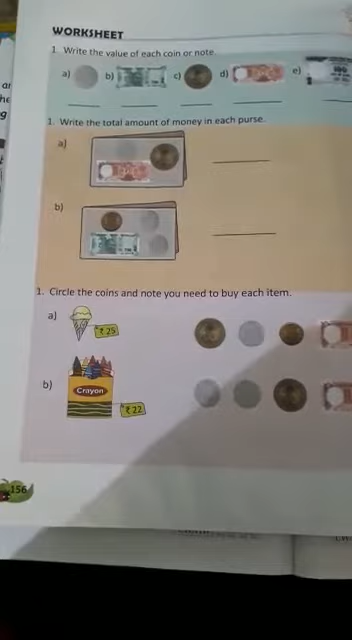 WORKSHEET
1 Write the value of each coin or note.
a) b) c) d) e)
1. Write the total amount of money in each purse.
a)
b)
1. Circle the coins and note you need to buy each item.
a)
₹ 25
b)
Crayon
₹ 22
156